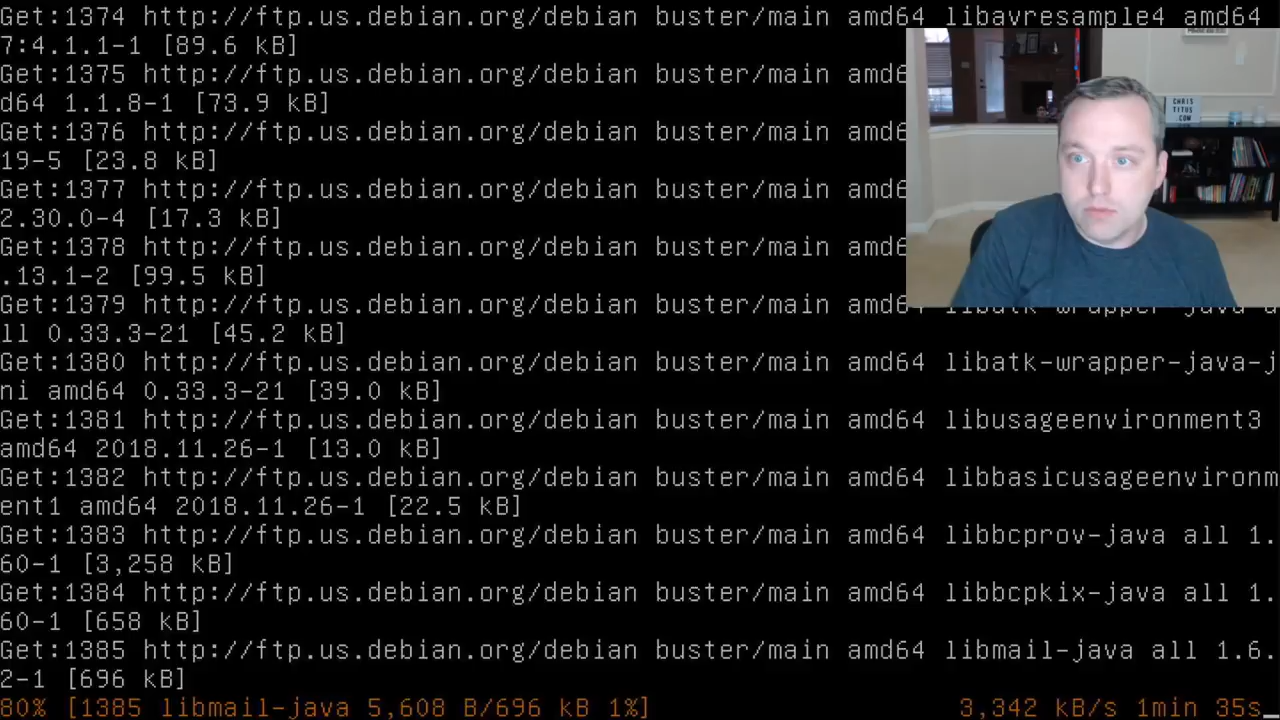 Get:1374 http://ftp.us.debian.org/debian buster/main amd64 libavresample4 amd64
7:4.1.1-1 [89.6 kB]
Get:1375 http://ftp.us.debian.org/debian buster/main amd6
d64 1.1.8-1 [73.9 kB]
Get:1376 http://ftp.us.debian.org/debian buster/main amd6
19-5 [23.8 kB]
Get:1377 http://ftp.us.debian.org/debian buster/main amd6
2.30.0-4 [17.3 kB]
Get:1378 http://ftp.us.debian.org/debian buster/main amd6
.13.1-2 [99.5 kB]
Get:1379 http://ftp.us.debian.org/debian buster/main amd64 libatk-wrapper-java a
ll 0.33.3-21 [45.2 kB]
Get:1380 http://ftp.us.debian.org/debian buster/main amd64 libatk-wrapper-java-j
ni amd64 0.33.3-21 [39.0 kB]
Get:1381 http://ftp.us.debian.org/debian buster/main amd64 libusageenvironment3
amd64 2018.11.26-1 [13.0 kB]
Get:1382 http://ftp.us.debian.org/debian buster/main amd64 libbasicusageenvironm
ent1 amd64 2018.11.26-1 [22.5 kB]
Get:1383 http://ftp.us.debian.org/debian buster/main amd64 libbcprov-java all 1.
60-1 [3,258 kB]
Get:1384 http://ftp.us.debian.org/debian buster/main amd64 libbcpkix-java all 1.
60-1 [658 kB]
Get:1385 http://ftp.us.debian.org/debian buster/main amd64 libmail-java all 1.6.
2-1 [696 kB]
80% [1385 libmail-java 5,608 B/696 kB 1%] 3,342 kB/s 1min 35s_
CHRIS
TITUS
.COM